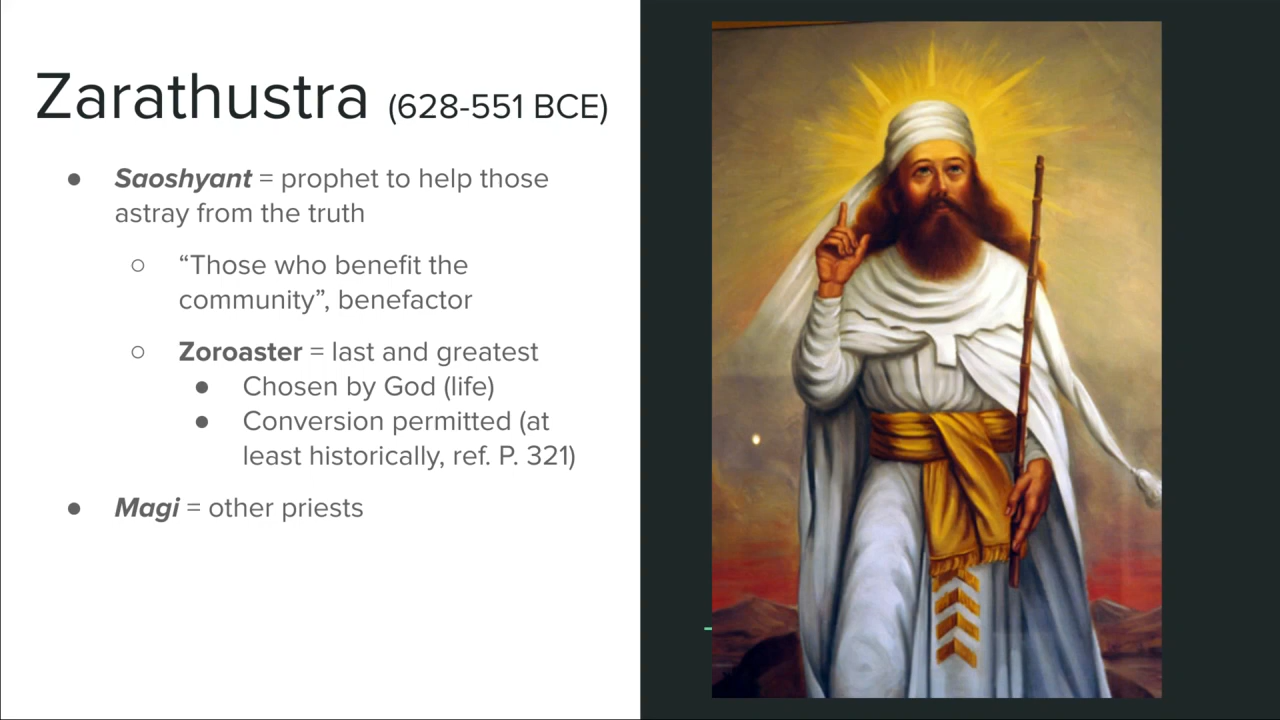 Zarathustra (628-551 BCE)
● Saoshyant = prophet to help those
astray from the truth
○ “Those who benefit the
community”, benefactor
○ Zoroaster = last and greatest
● Chosen by God (life)
● Conversion permitted (at
least historically, ref. P. 321)
● Magi = other priests